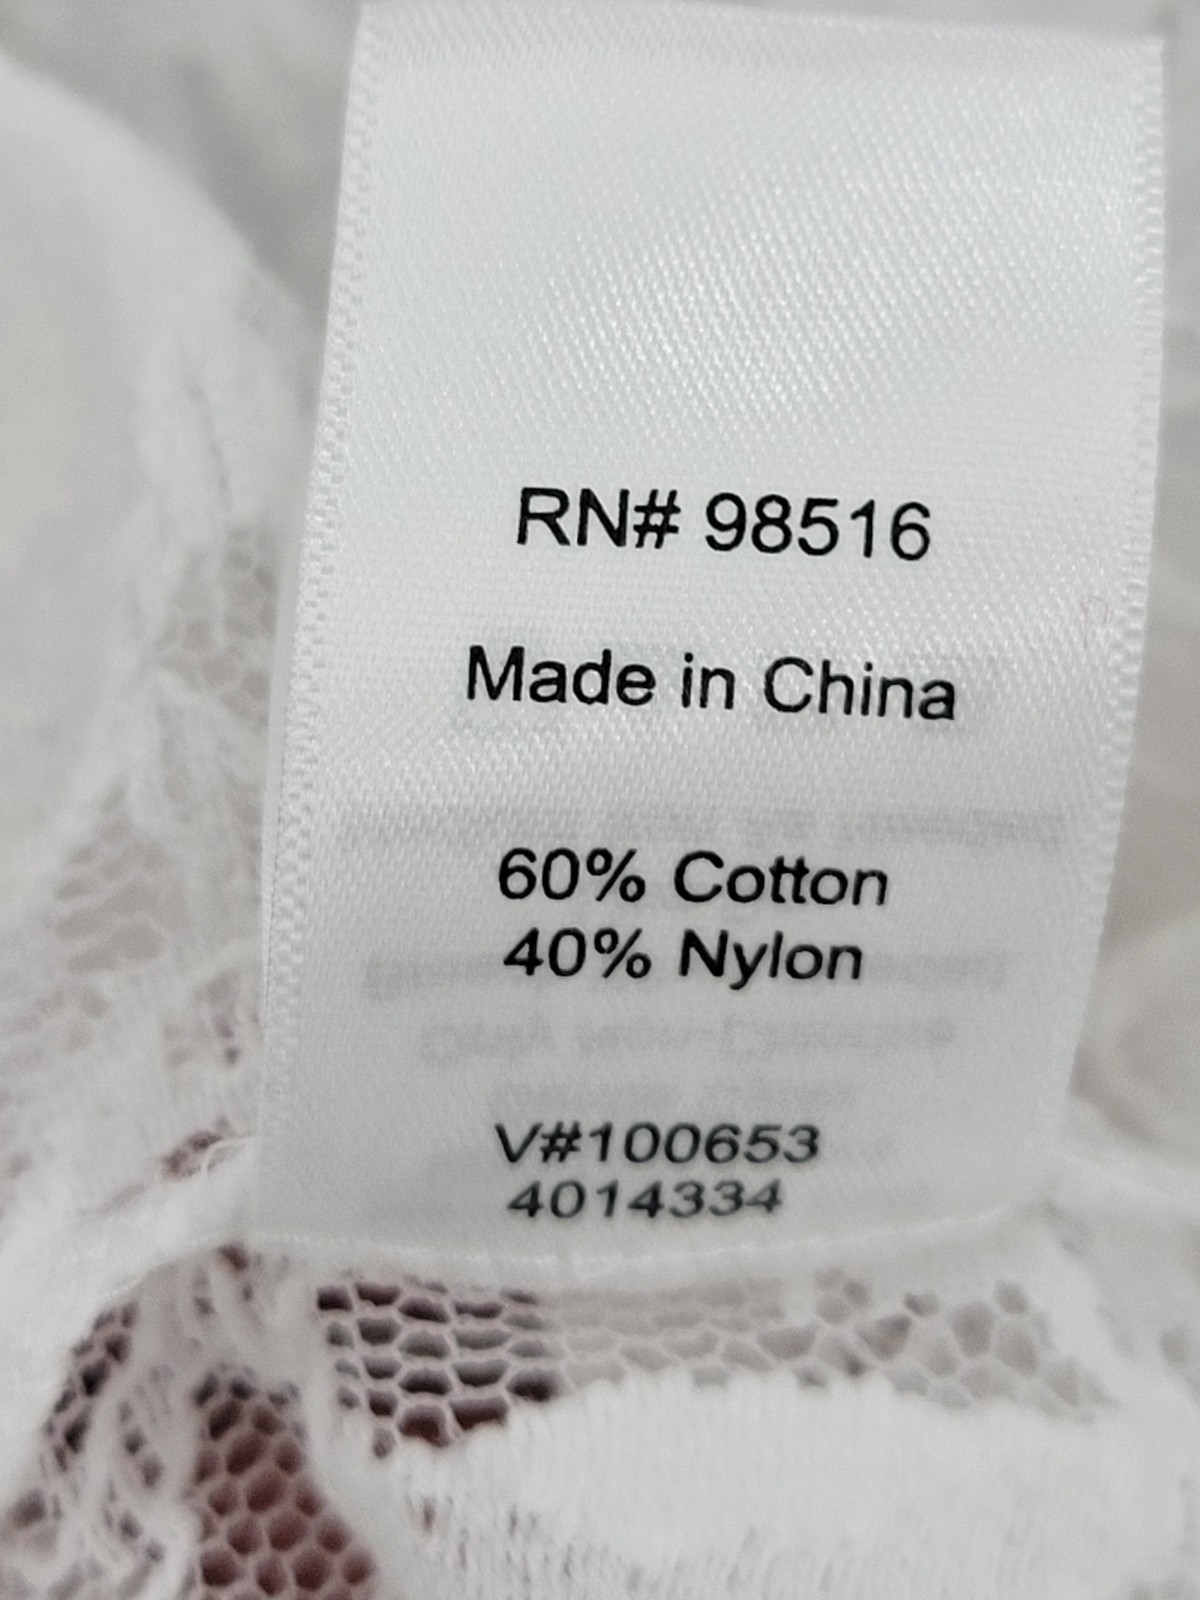 RN# 98516
Made in China
60% Cotton
40% Nylon
V#100653
4014334